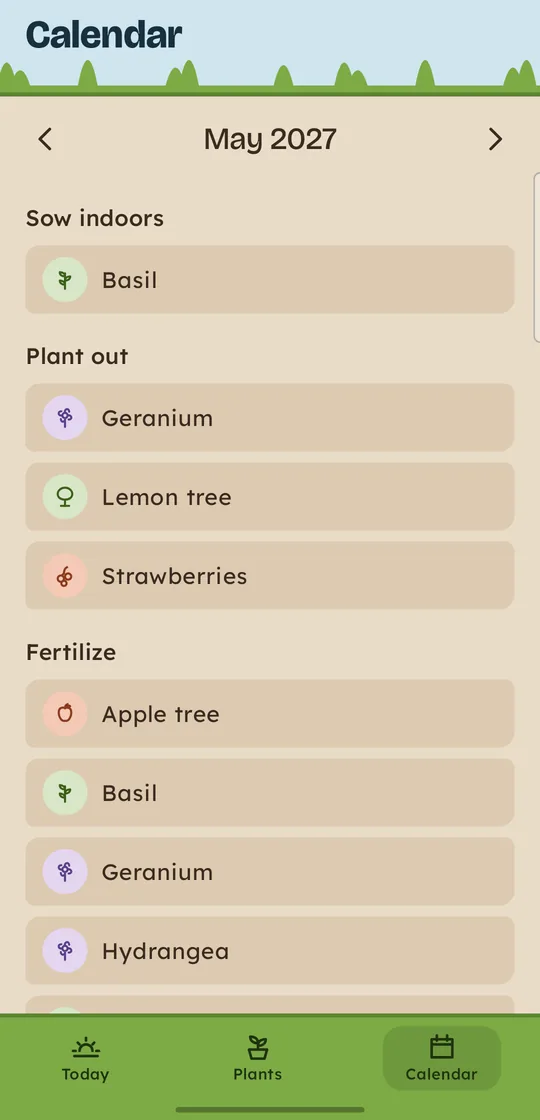 Calendar
May 2027
Sow indoors
Basil
Plant out
Geranium
Lemon tree
Strawberries
Fertilize
Apple tree
Basil
Geranium
Hydrangea
Today
Plants
Calendar